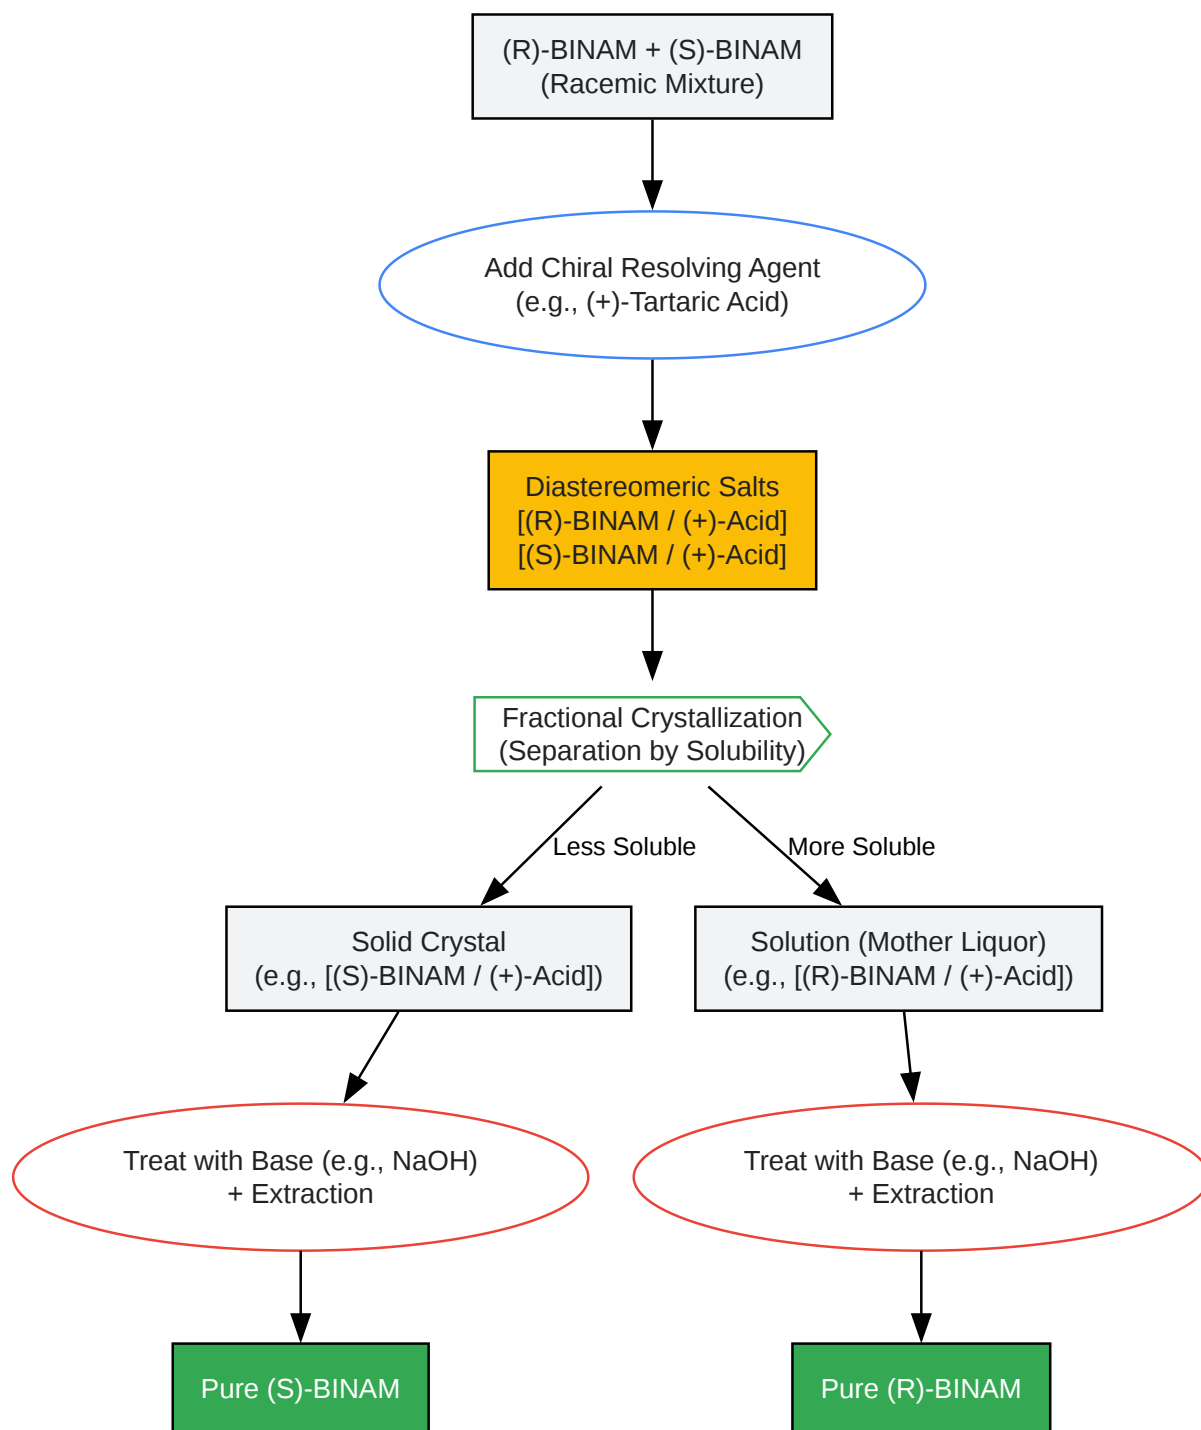 (R)-BINAM + (S)-BINAM
(Racemic Mixture)
Add Chiral Resolving Agent
(e.g., (+)-Tartaric Acid)
Diastereomeric Salts
[(R)-BINAM / (+)-Acid]
[(S)-BINAM / (+)-Acid]
Fractional Crystallization
(Separation by Solubility)
Less Soluble
More Soluble
Solid Crystal
(e.g., [(S)-BINAM / (+)-Acid])
Solution (Mother Liquor)
(e.g., [(R)-BINAM / (+)-Acid])
Treat with Base (e.g., NaOH)
+ Extraction
Treat with Base (e.g., NaOH)
+ Extraction
Pure (S)-BINAM
Pure (R)-BINAM